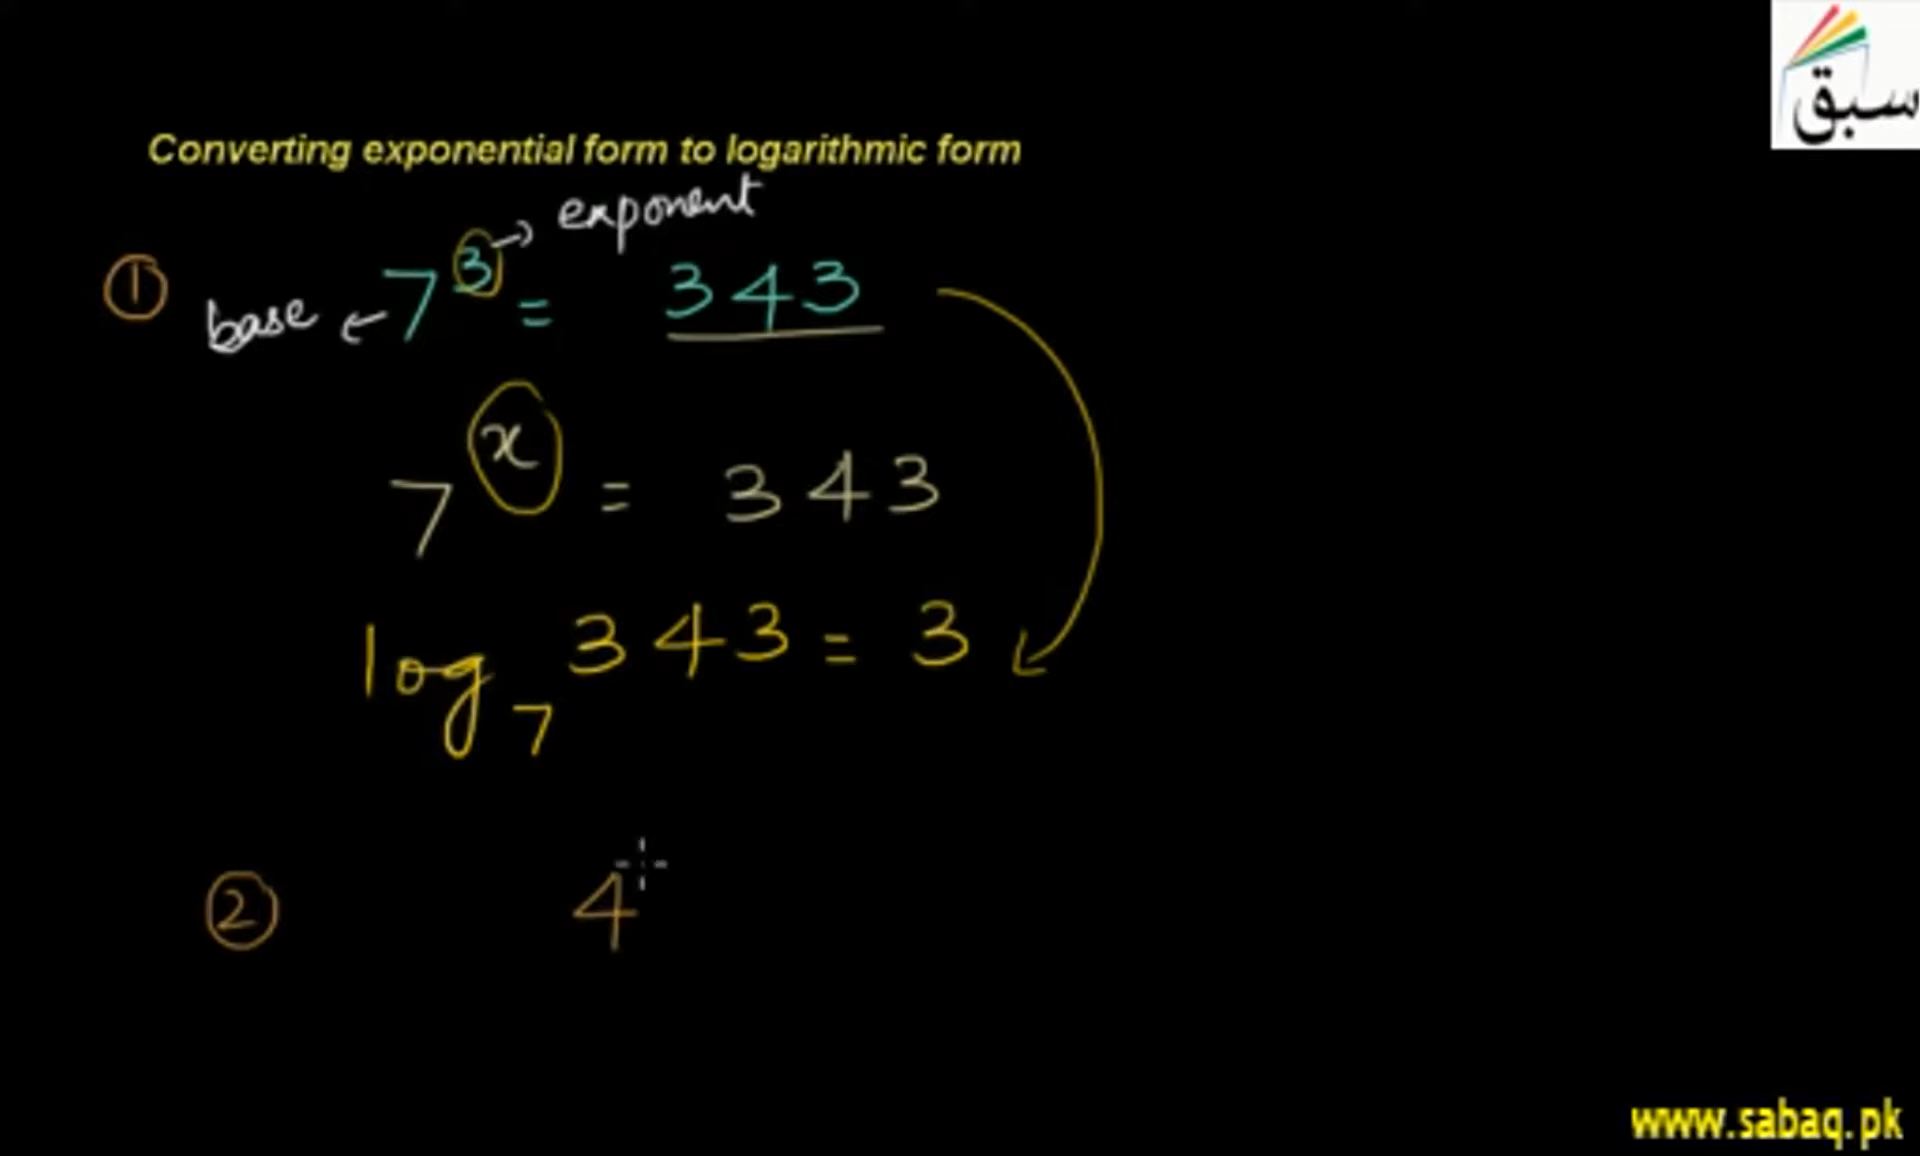 سبق
Converting exponential form to logarithmic form
→ exponent
① base ← 7³ = 343
7ˣ = 343
log₇ 343 = 3
② 4
www.sabaq.pk